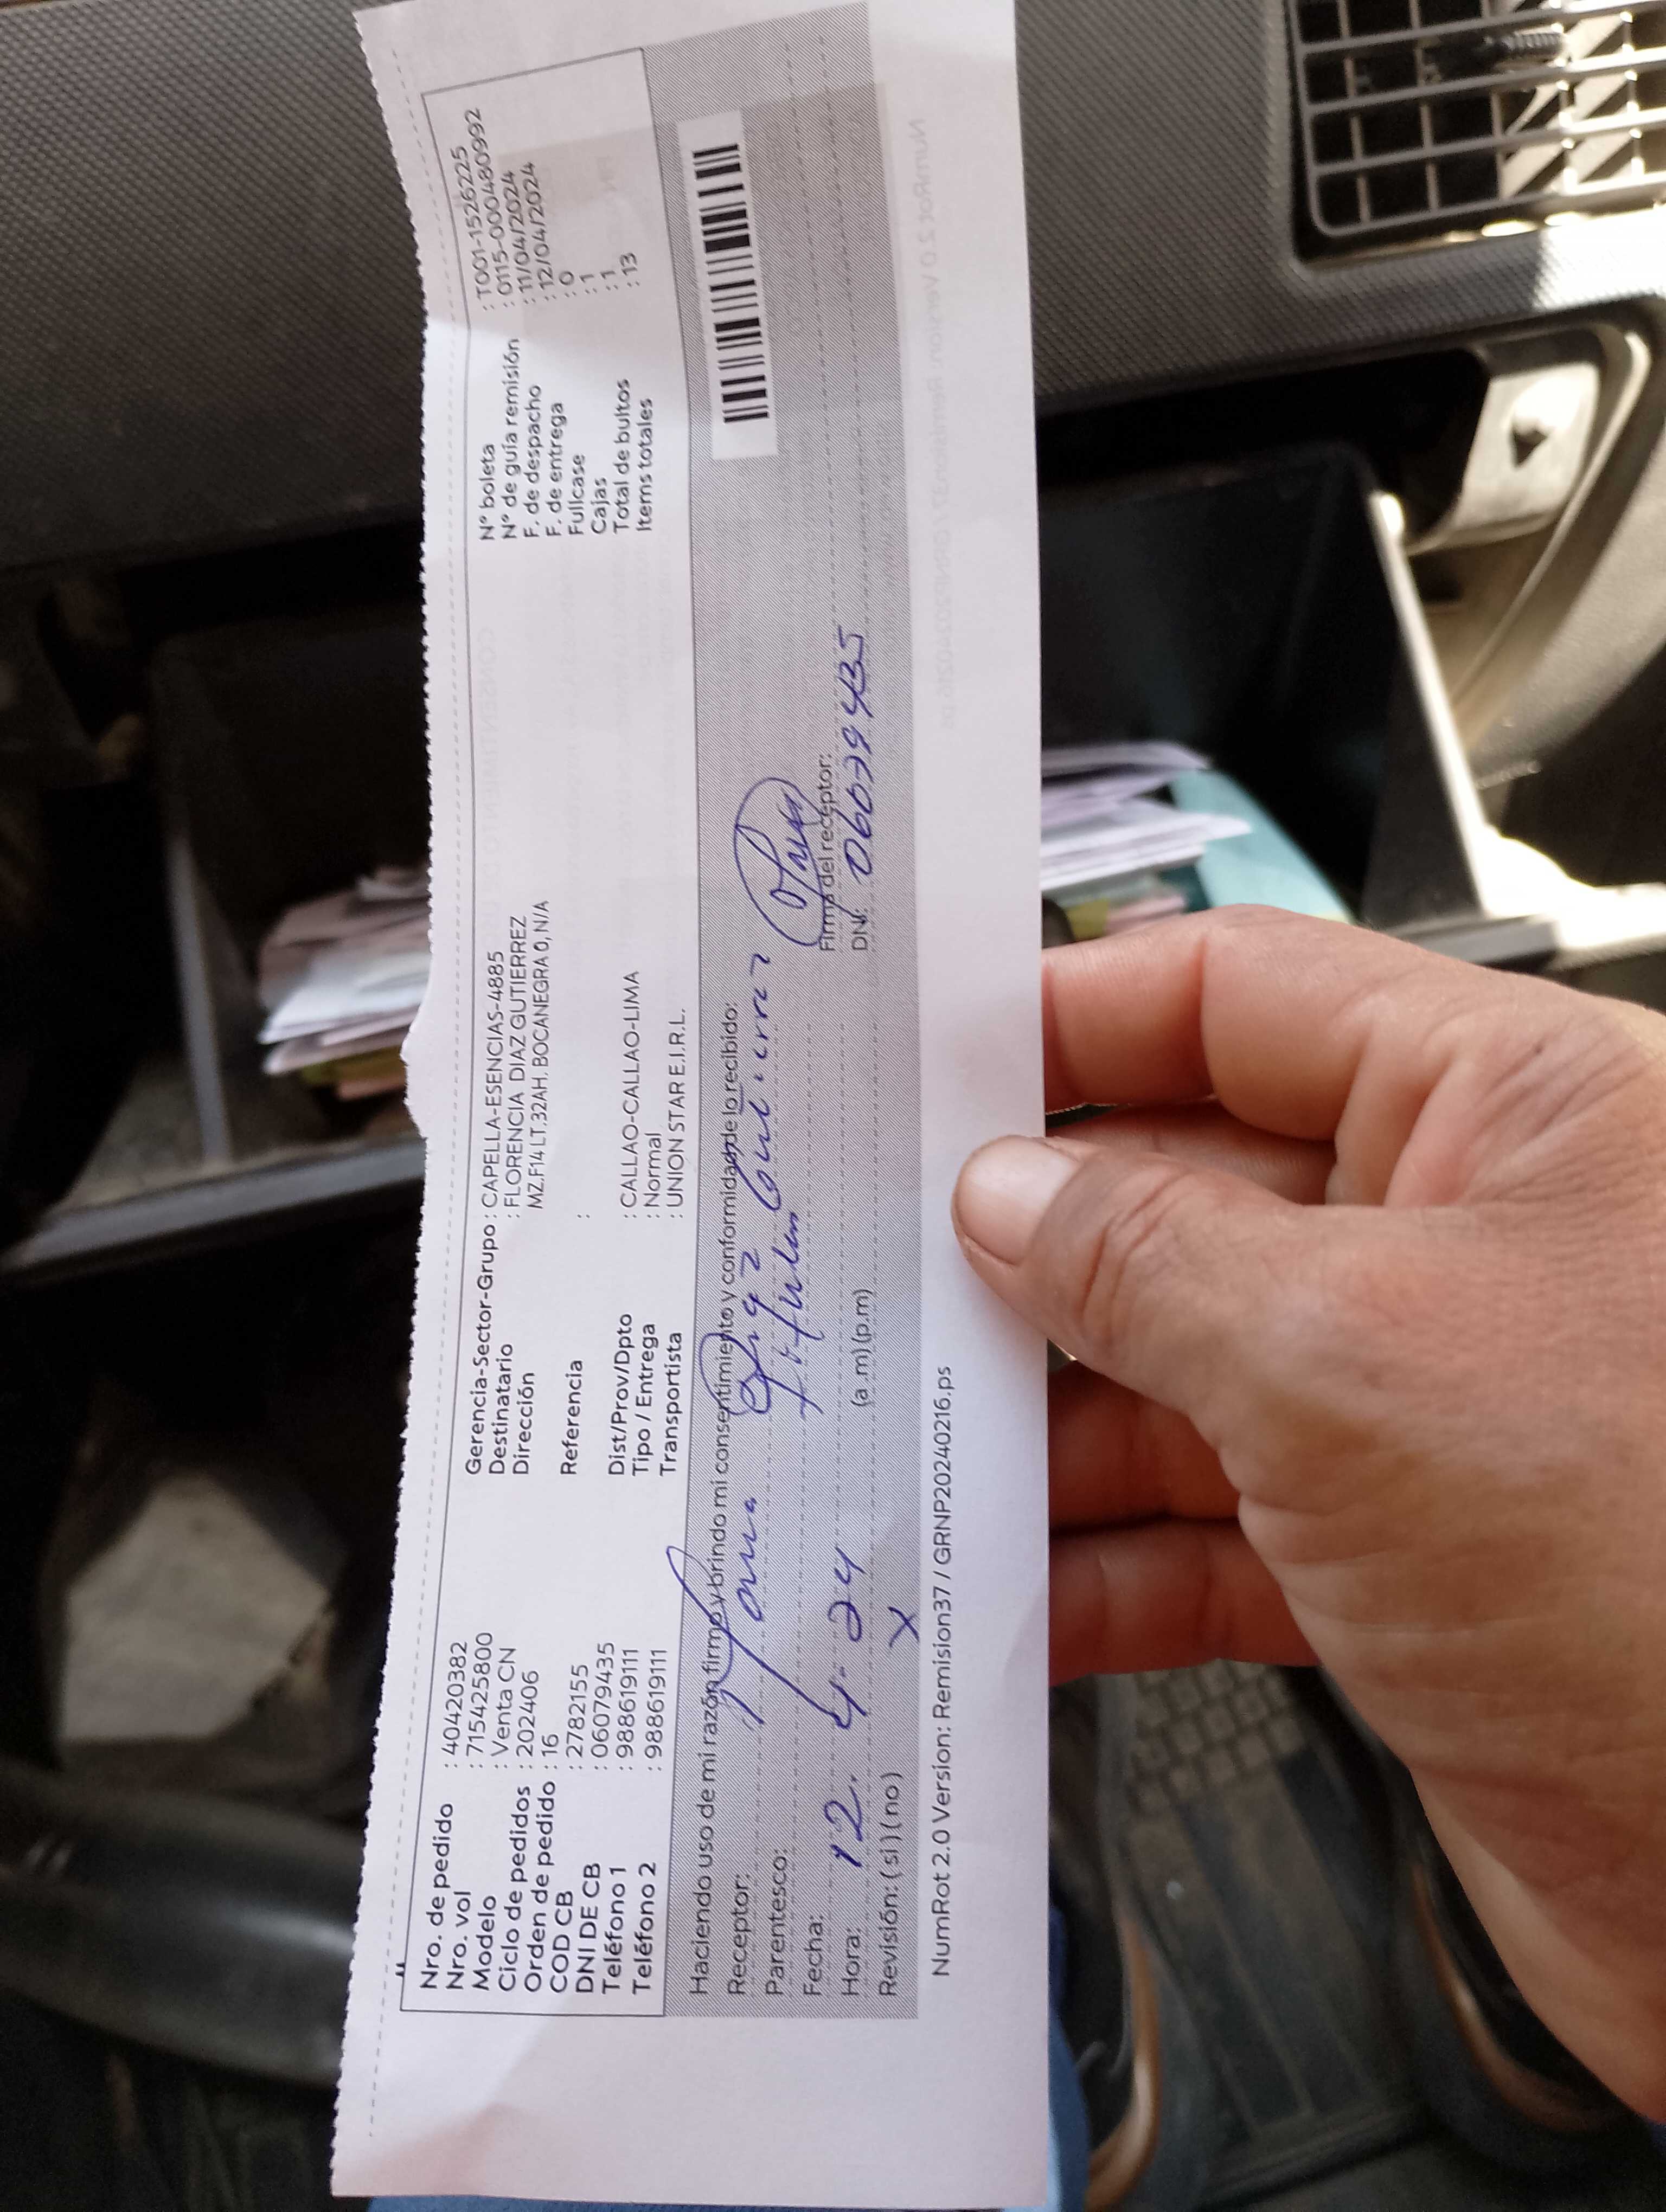 Nro. de pedido : 40420382
Nro. vol : 715425800
Modelo : Venta CN
Ciclo de pedidos : 202406
Orden de pedido : 16
COD CB : 2782155
DNI DE CB : 06079435
Teléfono 1 : 988619111
Teléfono 2 : 988619111
Gerencia-Sector-Grupo : CAPELLA-ESENCIAS-4885
Destinatario : FLORENCIA DIAZ GUTIERREZ
Dirección MZ.F14 LT.32AH. BOCANEGRA 0, N/A
Referencia :
Dist/Prov/Dpto : CALLAO-CALLAO-LIMA
Tipo / Entrega : Normal
Transportista : UNION STAR E.I.R.L.
N° boleta : T001-1526225
N° de guía remisión : 0115-0000480992
F. de despacho : 11/04/2024
F. de entrega : 12/04/2024
Fullcase : 0
Cajas : 1
Total de bultos : 1
Items totales : 13
Haciendo uso de mi razón firmo y brindo mi consentimiento y conformidad de lo recibido:
Receptor:
Parentesco:
Firma del receptor:
Fecha: 12. 4. 24
DNI: 06079435
Hora: (a.m) (p.m)
Revisión: (si) (no) X
NumRot 2.0 Version: Remision37 / GRNP20240216.ps